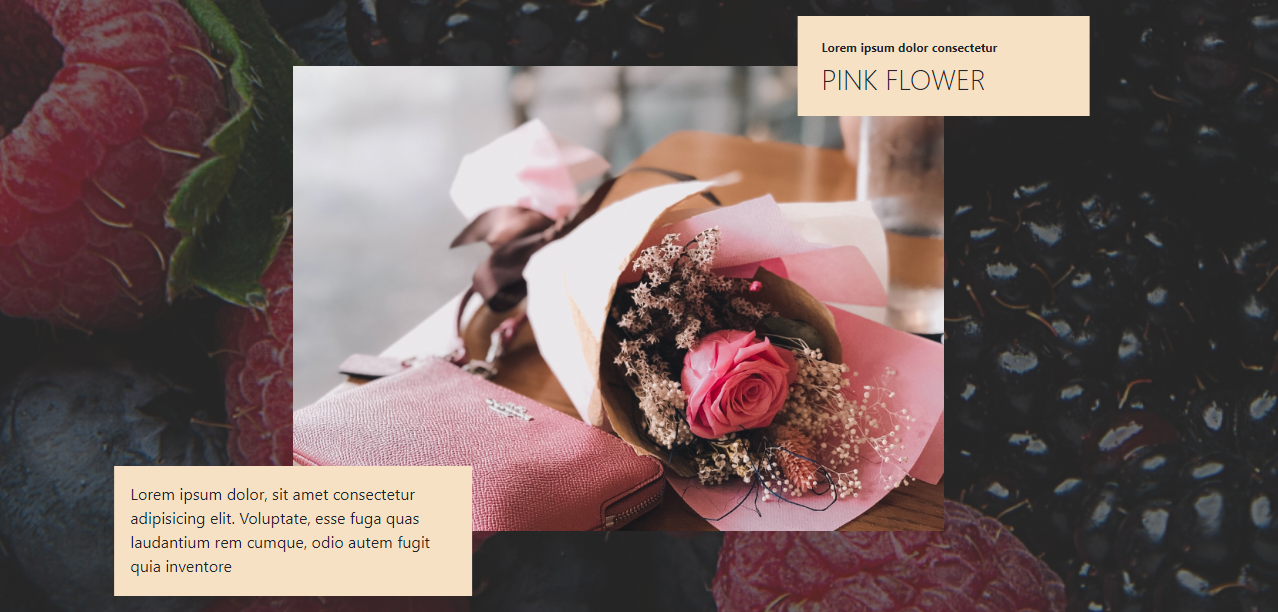 Lorem ipsum dolor consectetur
PINK FLOWER
Lorem ipsum dolor, sit amet consectetur
adipisicing elit. Voluptate, esse fuga quas
laudantium rem cumque, odio autem fugit
quia inventore